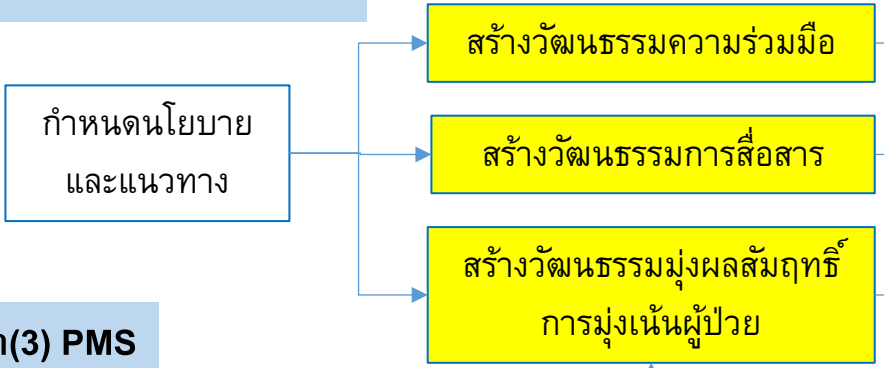 สร้างวัฒนธรรมความร่วมมือ
กำหนดนโยบาย
และแนวทาง
สร้างวัฒนธรรมการสื่อสาร
สร้างวัฒนธรรมมุ่งผลสัมฤทธิ์
การมุ่งเน้นผู้ป่วย
(3) PMS